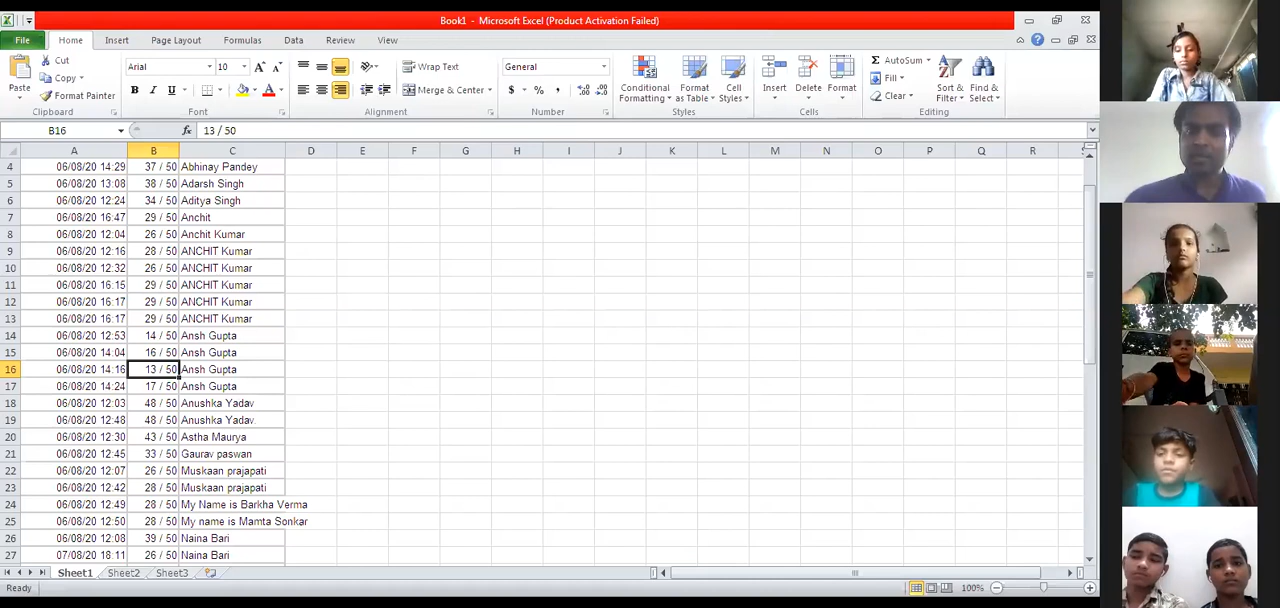 Book1 - Microsoft Excel (Product Activation Failed)
File Home Insert Page Layout Formulas Data Review View
Paste
Cut
Copy
Format Painter
Clipboard
Arial 10
B I U
Font
Wrap Text
Merge & Center
Alignment
General
$ % ,
Number
Conditional Formatting
Format as Table
Cell Styles
Styles
Insert Delete Format
Cells
AutoSum
Fill
Clear
Sort & Filter
Find & Select
Editing
B16 fx 13 / 50
A B C D E F G H I J K L M N O P Q R
4 06/08/20 14:29 37 / 50 Abhinay Pandey
5 06/08/20 13:08 38 / 50 Adarsh Singh
6 06/08/20 12:24 34 / 50 Aditya Singh
7 06/08/20 16:47 29 / 50 Anchit
8 06/08/20 12:04 26 / 50 Anchit Kumar
9 06/08/20 12:16 28 / 50 ANCHIT Kumar
10 06/08/20 12:32 26 / 50 ANCHIT Kumar
11 06/08/20 16:15 29 / 50 ANCHIT Kumar
12 06/08/20 16:17 29 / 50 ANCHIT Kumar
13 06/08/20 16:17 29 / 50 ANCHIT Kumar
14 06/08/20 12:53 14 / 50 Ansh Gupta
15 06/08/20 14:04 16 / 50 Ansh Gupta
16 06/08/20 14:16 13 / 50 Ansh Gupta
17 06/08/20 14:24 17 / 50 Ansh Gupta
18 06/08/20 12:03 48 / 50 Anushka Yadav
19 06/08/20 12:48 48 / 50 Anushka Yadav.
20 06/08/20 12:30 43 / 50 Astha Maurya
21 06/08/20 12:45 33 / 50 Gaurav paswan
22 06/08/20 12:07 26 / 50 Muskaan prajapati
23 06/08/20 12:42 28 / 50 Muskaan prajapati
24 06/08/20 12:49 28 / 50 My Name is Barkha Verma
25 06/08/20 12:50 28 / 50 My name is Mamta Sonkar
26 06/08/20 12:08 39 / 50 Naina Bari
27 07/08/20 18:11 26 / 50 Naina Bari
Sheet1 Sheet2 Sheet3
Ready 100%